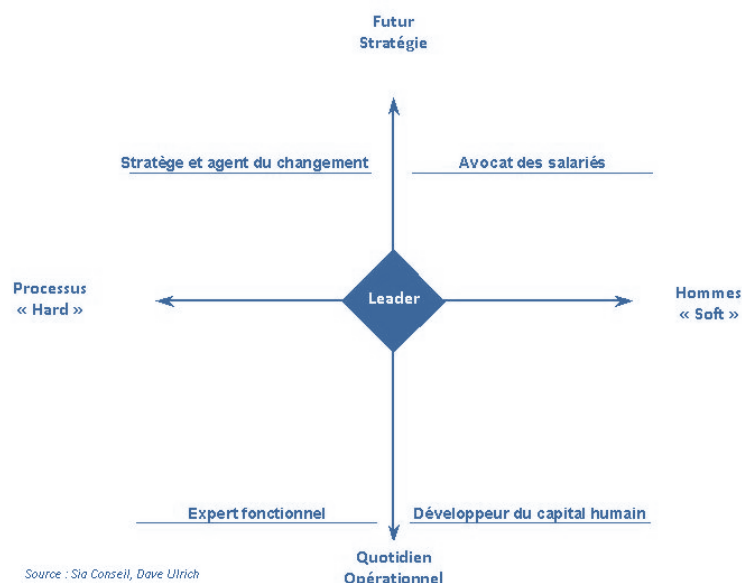 Futur
Stratégie
Stratège et agent du changement
Avocat des salariés
Processus
« Hard »
Leader
Hommes
« Soft »
Expert fonctionnel
Développeur du capital humain
Quotidien
Opérationnel
Source : Sia Conseil, Dave Ulrich